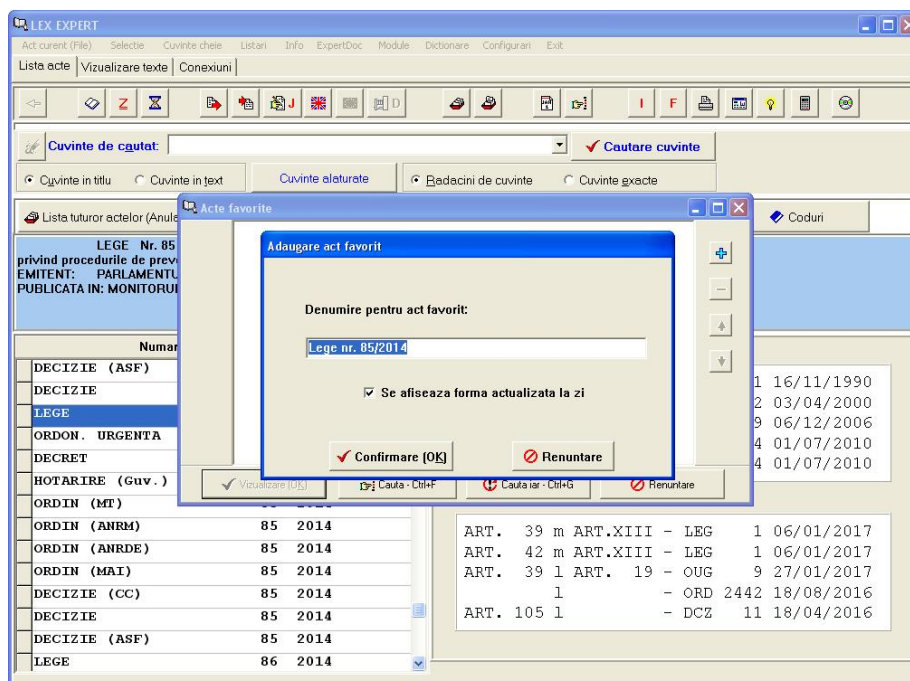 LEX EXPERT
Act curent (File) Selectie Cuvinte cheie Listari Info ExpertDoc Module Dictionare Configurari Exit
Lista acte Vizualizare texte Conexiuni
Z J D I F
Cuvinte de cautat: Cautare cuvinte
Cuvinte in titlu Cuvinte in text Cuvinte alaturate Radacini de cuvinte Cuvinte exacte
Lista tuturor actelor (Anula Coduri
Acte favorite
LEGE Nr. 85
privind procedurile de prev
EMITENT: PARLAMENTU
PUBLICATA IN: MONITORUL
Adaugare act favorit
Denumire pentru act favorit:
Lege nr. 85/2014
Se afiseaza forma actualizata la zi
Confirmare (OK) Renuntare
Vizualizare (OK) Cauta - Ctrl+F Cauta iar - Ctrl+G Renuntare
Numar
DECIZIE (ASF)
DECIZIE
LEGE
ORDON. URGENTA
DECRET
HOTARIRE (Guv.)
ORDIN (MT)
ORDIN (ANRM) 85 2014
ORDIN (ANRDE) 85 2014
ORDIN (MAI) 85 2014
DECIZIE (CC) 85 2014
DECIZIE 85 2014
DECIZIE (ASF) 85 2014
LEGE 86 2014
1 16/11/1990
2 03/04/2000
9 06/12/2006
4 01/07/2010
4 01/07/2010
ART. 39 m ART.XIII - LEG 1 06/01/2017
ART. 42 m ART.XIII - LEG 1 06/01/2017
ART. 39 l ART. 19 - OUG 9 27/01/2017
l - ORD 2442 18/08/2016
ART. 105 l - DCZ 11 18/04/2016